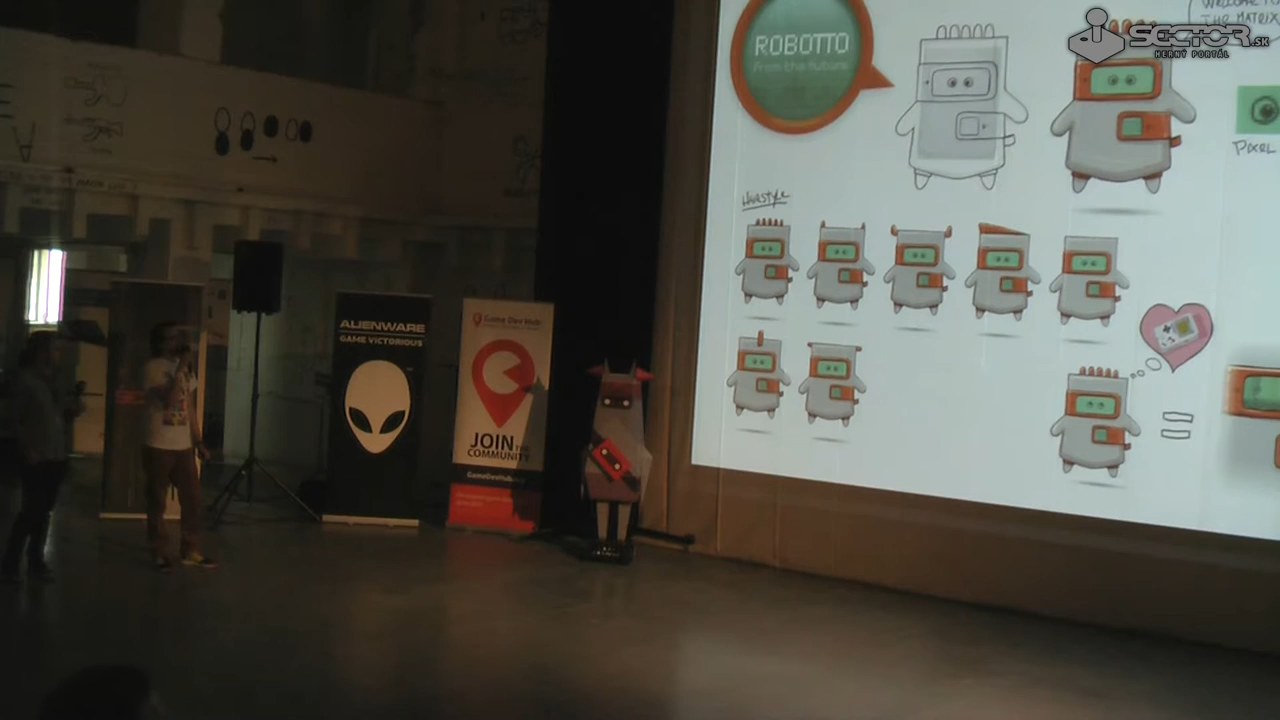 ROBOTTO
from the future
WELCOME TO
THE MATRIX
SECTOR.SK
HERNÝ PORTÁL
PIXEL
HAIRSTYLE
ALIENWARE
GAME VICTORIOUS
Game Dev Hub
JOIN THE
COMMUNITY